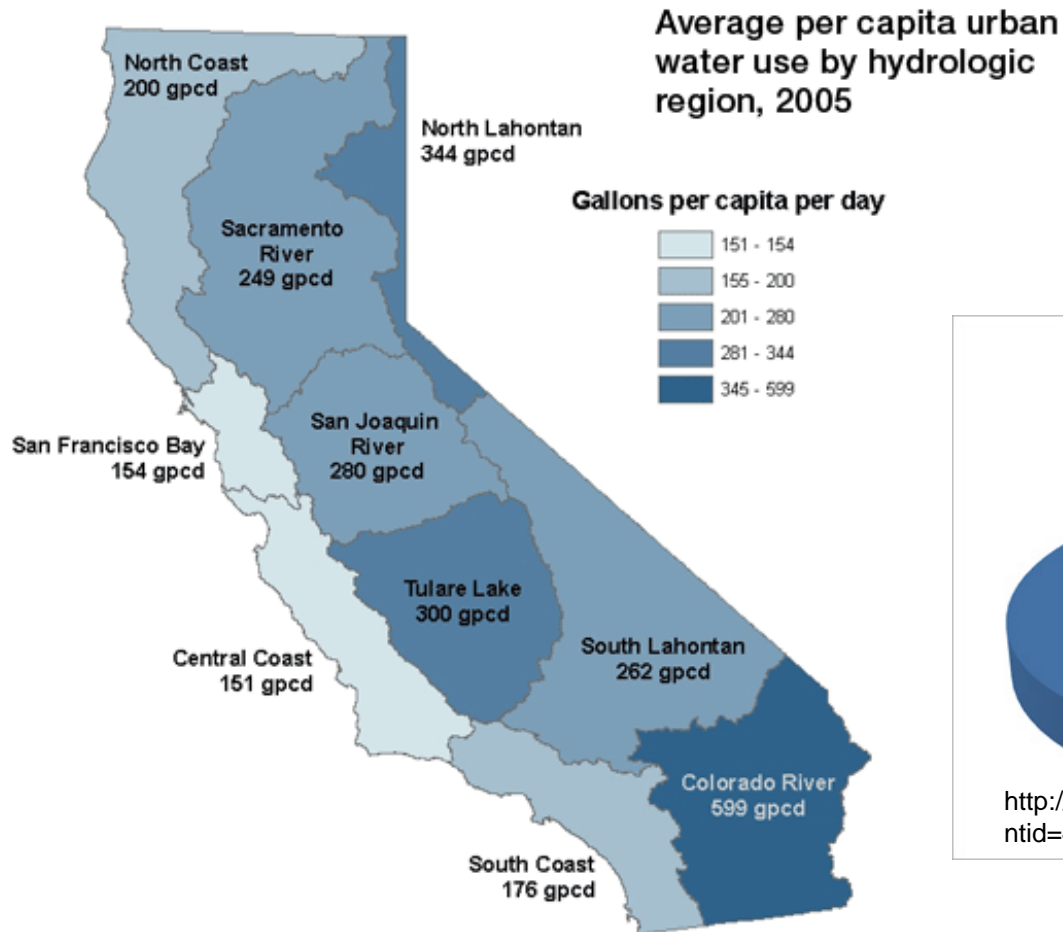 Average per capita urban
water use by hydrologic
region, 2005
North Coast
200 gpcd
North Lahontan
344 gpcd
Gallons per capita per day
151 - 154
155 - 200
201 - 280
281 - 344
345 - 599
Sacramento
River
249 gpcd
San Joaquin
River
280 gpcd
San Francisco Bay
154 gpcd
Tulare Lake
300 gpcd
South Lahontan
262 gpcd
Central Coast
151 gpcd
Colorado River
599 gpcd
South Coast
176 gpcd
http:/
ntid=